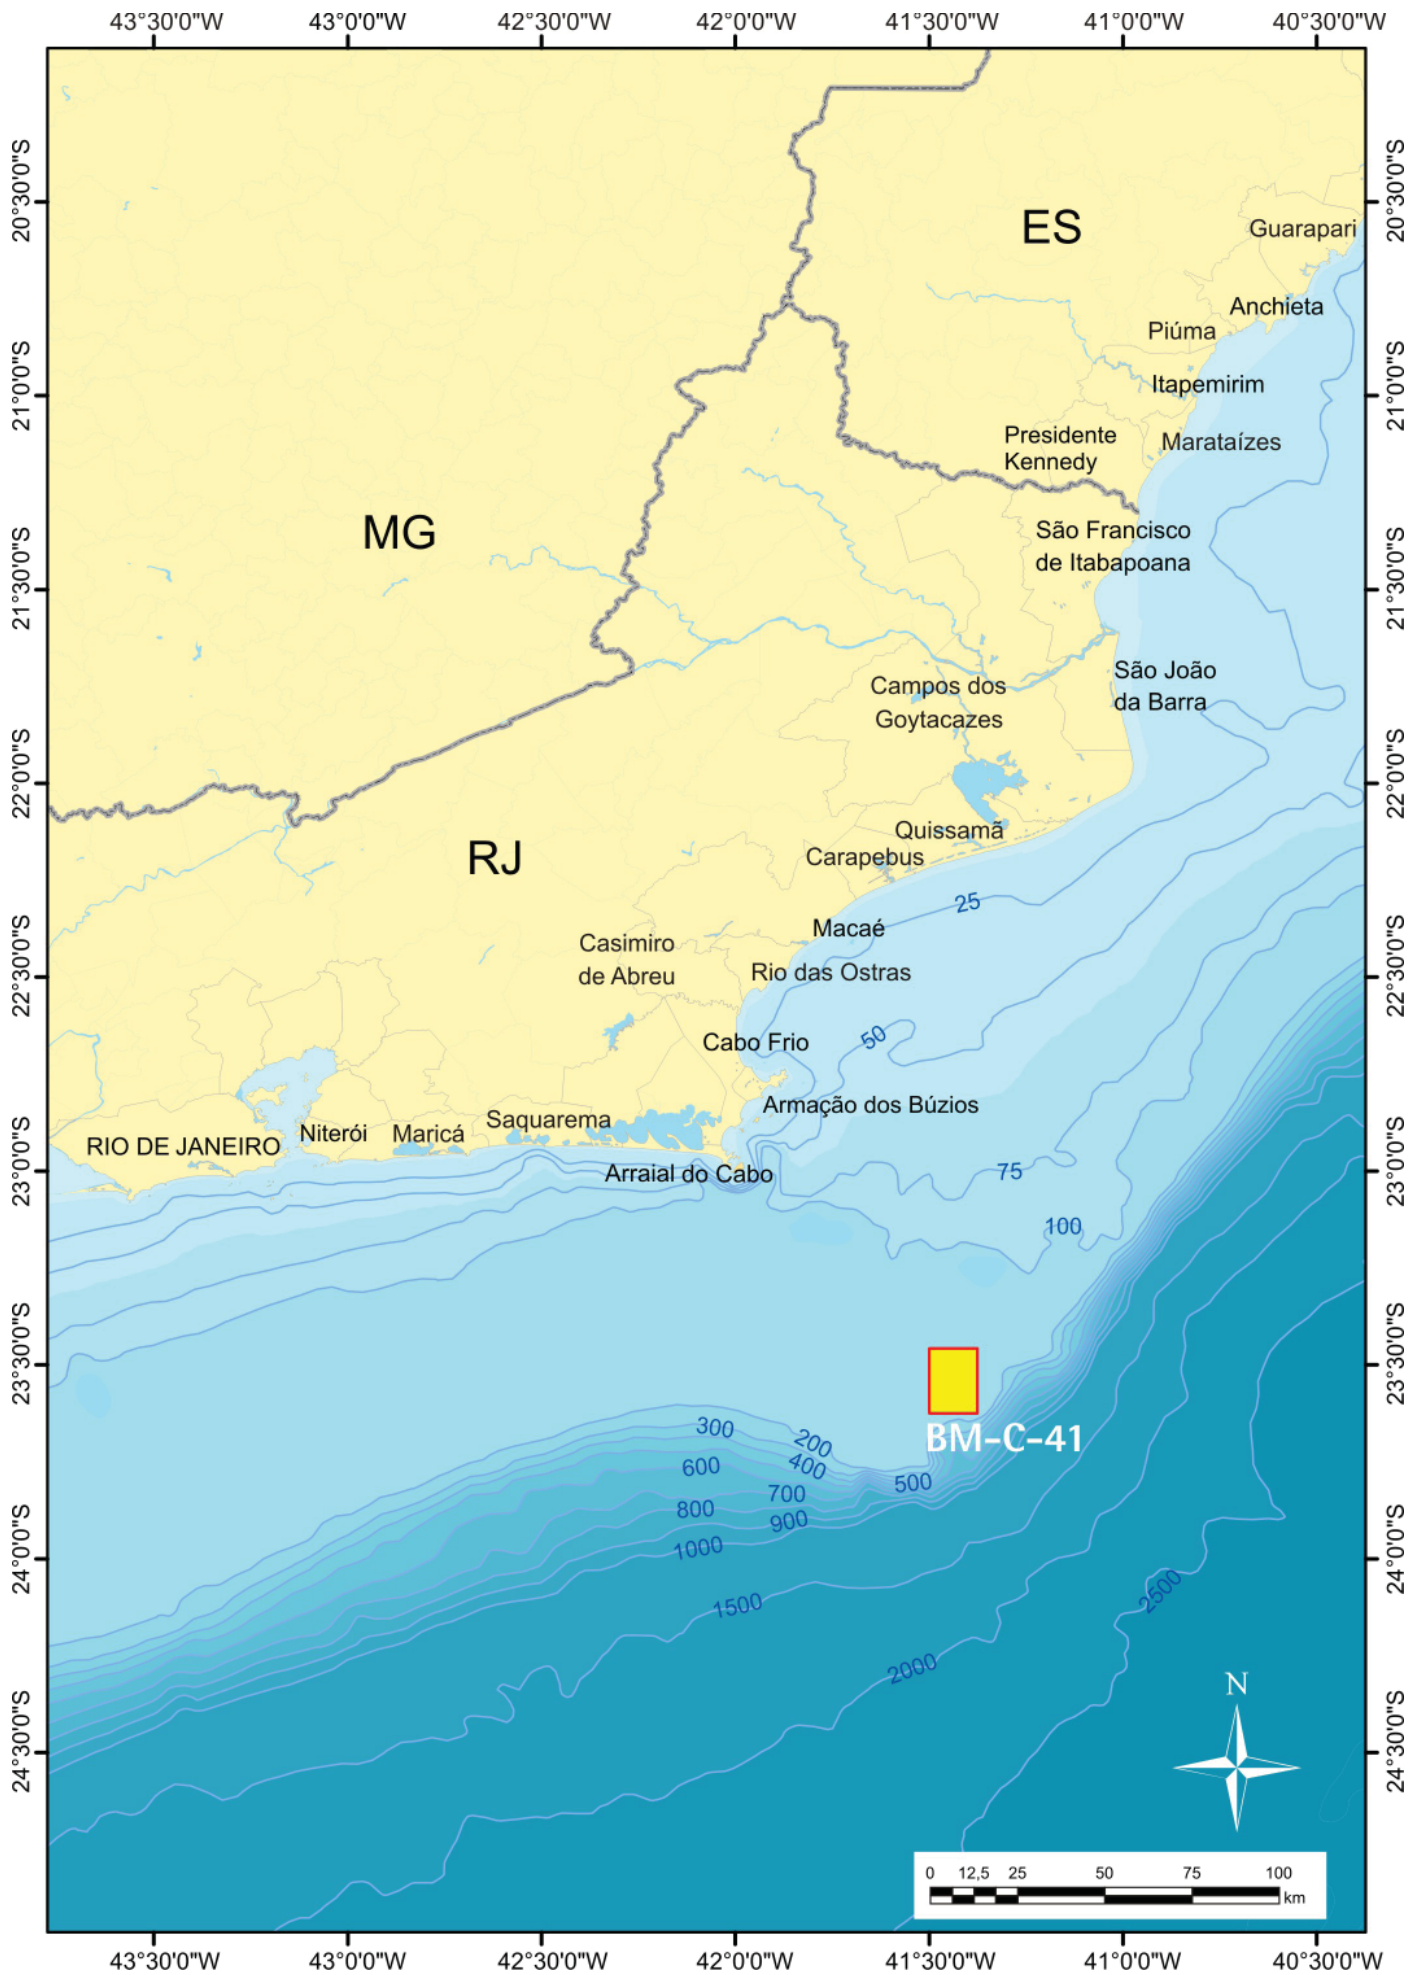 43°30'0"W 43°0'0"W 42°30'0"W 42°0'0"W 41°30'0"W 41°0'0"W 40°30'0"W
20°30'0"S
21°0'0"S
21°30'0"S
22°0'0"S
22°30'0"S
23°0'0"S
23°30'0"S
24°0'0"S
24°30'0"S
20°30'0"S
21°0'0"S
21°30'0"S
22°0'0"S
22°30'0"S
23°0'0"S
23°30'0"S
24°0'0"S
24°30'0"S
ES
Guarapari
Anchieta
Piúma
Itapemirim
Presidente
Kennedy
Marataízes
MG
São Francisco
de Itabapoana
São João
da Barra
Campos dos
Goytacazes
Quissamã
Carapebus
RJ
25
Macaé
Casimiro
de Abreu
Rio das Ostras
50
Cabo Frio
Armação dos Búzios
Saquarema
Niterói
Maricá
RIO DE JANEIRO
Arraial do Cabo
75
100
BM-C-41
300
200
400
600
500
700
800
900
1000
1500
2500
2000
N
0 12,5 25 50 75 100
km
43°30'0"W 43°0'0"W 42°30'0"W 42°0'0"W 41°30'0"W 41°0'0"W 40°30'0"W